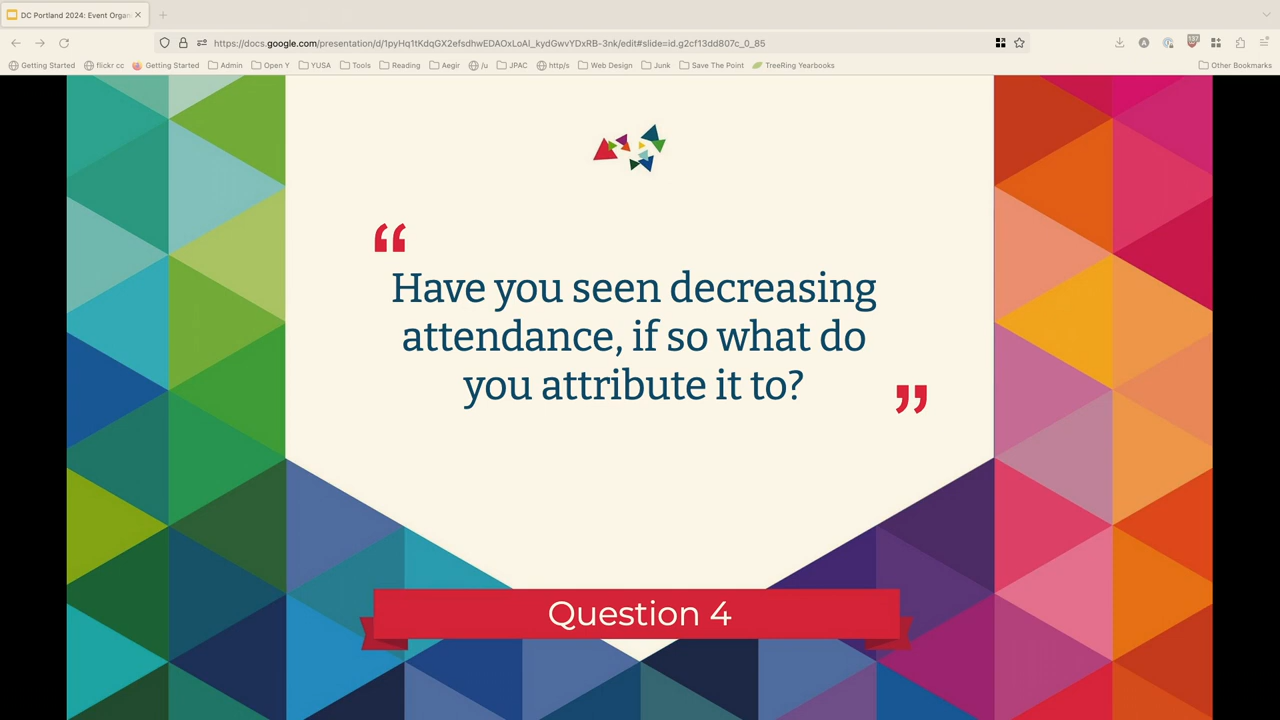 DC Portland 2024: Event Organ
https://docs.google.com/presentation/d/1pyHq1tKdqGX2efsdhwEDAOxLoAI_kydGwvYDxRB-3nk/edit#slide=id.g2cf13dd807c_0_85
137
Getting Started flickr cc Getting Started Admin Open Y YUSA Tools Reading Aegir /u JPAC http/s Web Design Junk Save The Point TreeRing Yearbooks Other Bookmarks
“
Have you seen decreasing
attendance, if so what do
you attribute it to?
”
Question 4